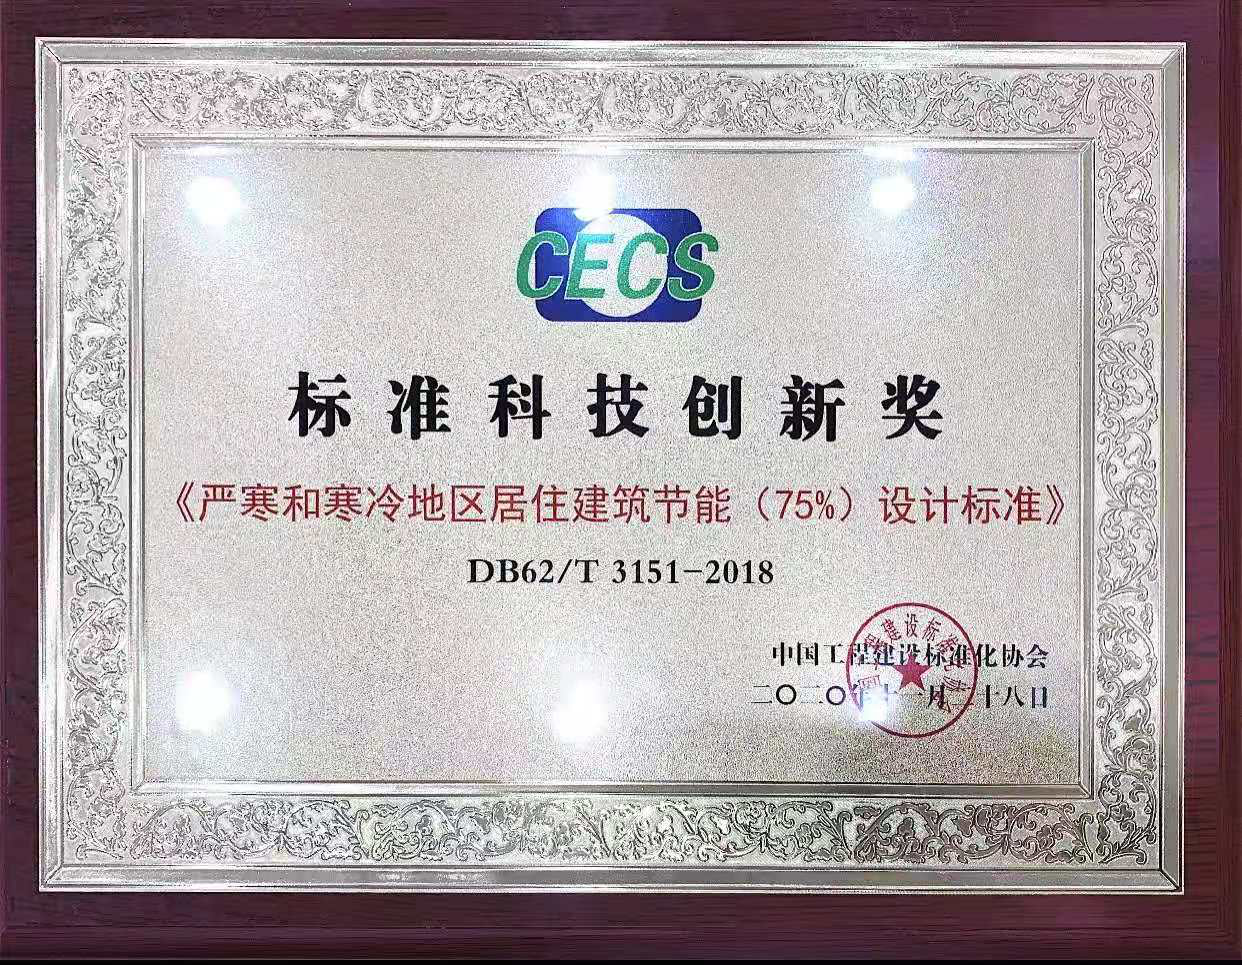 CECS
标准科技创新奖
《严寒和寒冷地区居住建筑节能（75%）设计标准》
DB62/T 3151-2018
中国工程建设标准化协会
二〇二〇年十一月二十八日